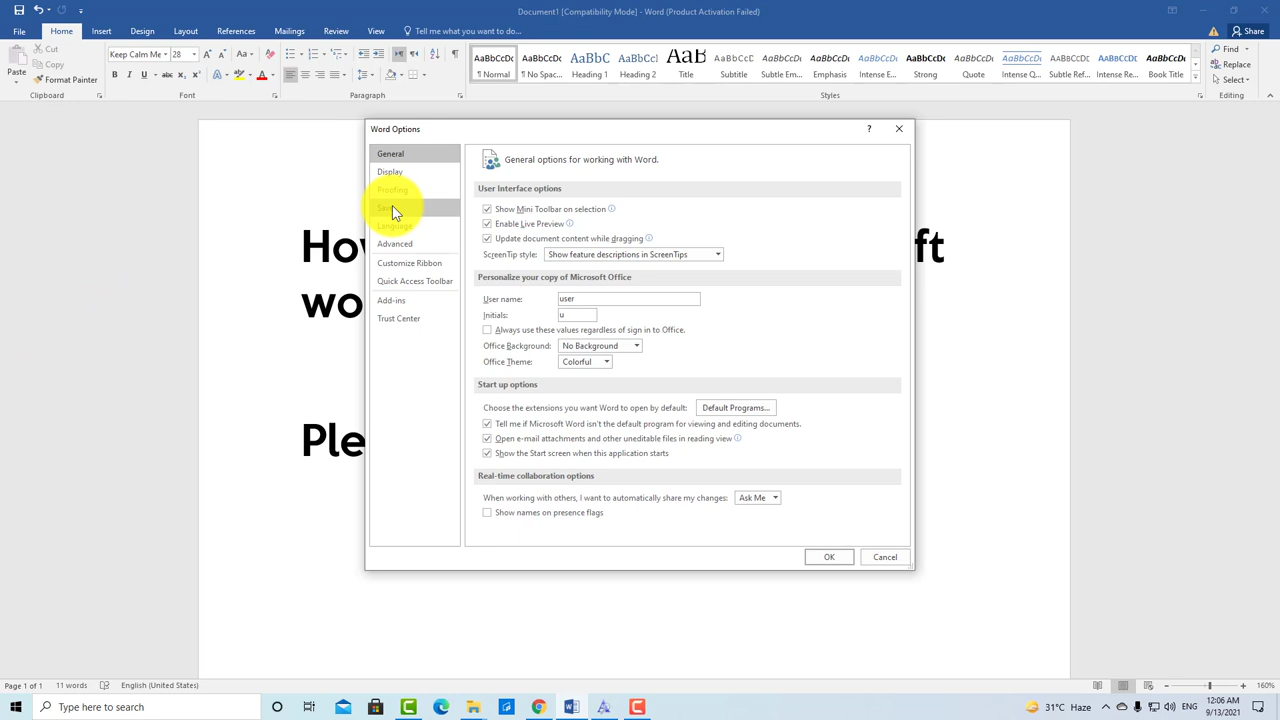 Document1 [Compatibility Mode] - Word (Product Activation Failed)
File Home Insert Design Layout References Mailings Review View Tell me what you want to do... Share
Paste
Cut
Copy
Format Painter
Clipboard
Keep Calm Me 28 Aa
B I U abc X₂ X² A A
Font
Paragraph
AaBbCcDc AaBbCcDc AaBbC AaBbCc AaBb AaBbCcD AaBbCcDc AaBbCcDc AaBbCcDc AaBbCcDc AaBbCcDc AaBbCcDc AaBbCcDc AaBbCcDc AaBbCcDc
¶ Normal ¶ No Spac... Heading 1 Heading 2 Title Subtitle Subtle Em... Emphasis Intense E... Strong Quote Intense Q... Subtle Ref... Intense Re... Book Title
Styles
Find
Replace
Select
Editing
Word Options
?
General
Display
Proofing
Save
Language
Advanced
Customize Ribbon
Quick Access Toolbar
Add-ins
Trust Center
General options for working with Word.
User Interface options
Show Mini Toolbar on selection
Enable Live Preview
Update document content while dragging
ScreenTip style: Show feature descriptions in ScreenTips
Personalize your copy of Microsoft Office
User name: user
Initials: u
Always use these values regardless of sign in to Office.
Office Background: No Background
Office Theme: Colorful
Start up options
Choose the extensions you want Word to open by default: Default Programs...
Tell me if Microsoft Word isn't the default program for viewing and editing documents.
Open e-mail attachments and other uneditable files in reading view
Show the Start screen when this application starts
Real-time collaboration options
When working with others, I want to automatically share my changes: Ask Me
Show names on presence flags
OK Cancel
ft
wo
Ple
Page 1 of 1 11 words English (United States) 160%
Type here to search
31°C Haze
12:06 AM
9/13/2021